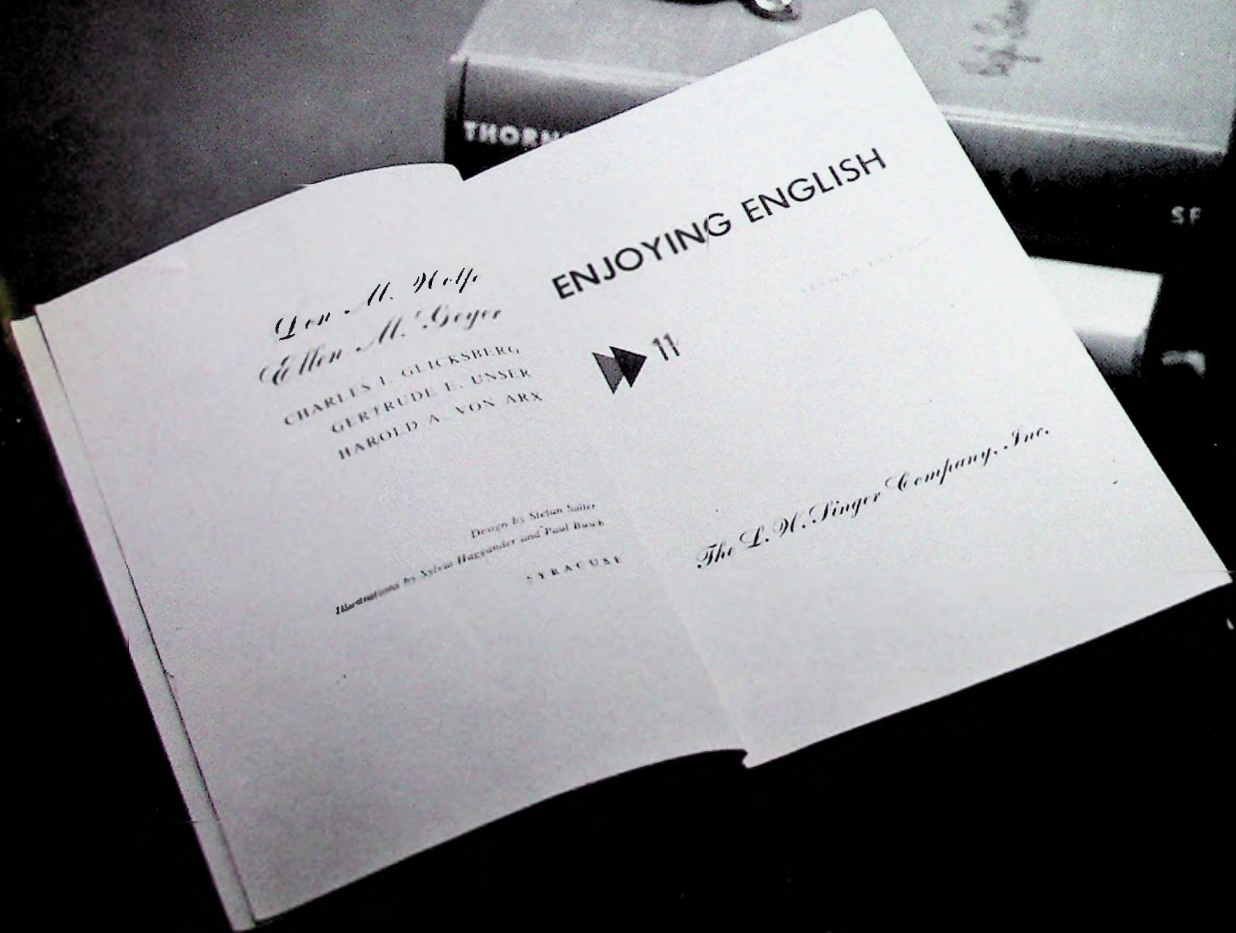 Don M. Wolfe
Ellen M. Geyer
CHARLES I. GLICKSBERG
GERTRUDE E. UNSER
HAROLD A. VON ARX
Design by Stefan Salter
Illustrations by Sylvia Haggander and Paul Busch
SYRACUSE
ENJOYING ENGLISH
11
The L. W. Singer Company, Inc.
THORN
SF